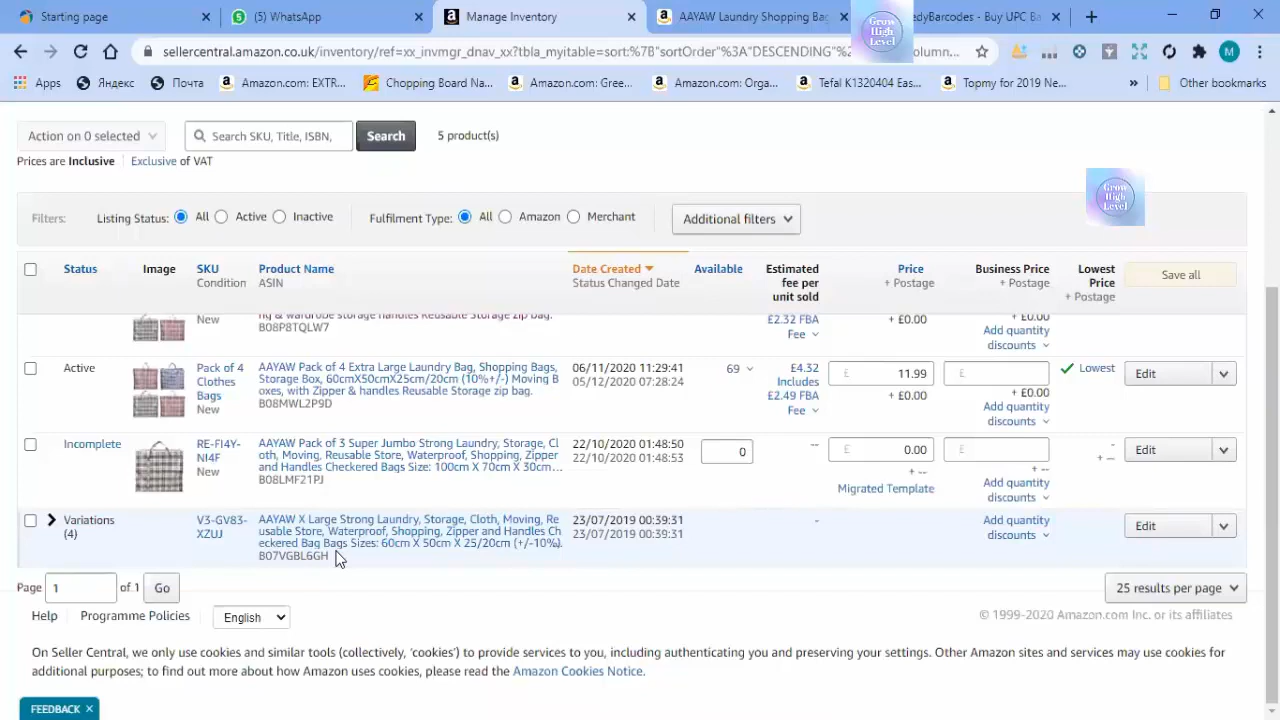 Starting page
(5) WhatsApp
Manage Inventory
AAYAW Laundry Shopping Bag
edyBarcodes - Buy UPC Ba
sellercentral.amazon.co.uk/inventory/ref=xx_invmgr_dnav_xx?tbla_myitable=sort:%7B"sortOrder"%3A"DESCENDING"%2
olumn...
M
Apps
Яндекс
Почта
Amazon.com: EXTR...
Chopping Board Na...
Amazon.com: Gree...
Amazon.com: Orga...
Tefal K1320404 Eas...
Topmy for 2019 Ne...
»
Other bookmarks
Grow
High
Level
Action on 0 selected
Search SKU, Title, ISBN,
Search
5 product(s)
Prices are Inclusive
Exclusive of VAT
Grow
High
Level
Filters:
Listing Status:
All
Active
Inactive
Fulfilment Type:
All
Amazon
Merchant
Additional filters
Status
Image
SKU
Condition
Product Name
ASIN
Date Created
Status Changed Date
Available
Estimated
fee per
unit sold
Price
+ Postage
Business Price
+ Postage
Lowest
Price
+ Postage
Save all
New
ng & wardrobe storage handles Reusable Storage zip bag.
B08P8TQLW7
£2.32 FBA
Fee
+ £0.00
+ £0.00
Add quantity
discounts
Active
Pack of 4
Clothes
Bags
New
AAYAW Pack of 4 Extra Large Laundry Bag, Shopping Bags,
Storage Box, 60cmX50cmX25cm/20cm (10%+/-) Moving B
oxes, with Zipper & handles Reusable Storage zip bag.
B08MWL2P9D
06/11/2020 11:29:41
05/12/2020 07:28:24
69
£4.32
Includes
£2.49 FBA
Fee
£ 11.99
+ £0.00
£
+ £0.00
Add quantity
discounts
Lowest
Edit
Incomplete
RE-FI4Y-
NI4F
New
AAYAW Pack of 3 Super Jumbo Strong Laundry, Storage, Cl
oth, Moving, Reusable Store, Waterproof, Shopping, Zipper
and Handles Checkered Bags Size: 100cm X 70cm X 30cm...
B08LMF21PJ
22/10/2020 01:48:50
22/10/2020 01:48:53
0
--
£ 0.00
+ --
Migrated Template
£
+ --
Add quantity
discounts
-
+ --
Edit
Variations
(4)
V3-GV83-
XZUJ
AAYAW X Large Strong Laundry, Storage, Cloth, Moving, Re
usable Store, Waterproof, Shopping, Zipper and Handles Ch
eckered Bag Bags Sizes: 60cm X 50cm X 25/20cm (+/-10%).
B07VGBL6GH
23/07/2019 00:39:31
23/07/2019 00:39:31
-
Add quantity
discounts
Edit
Page 1 of 1 Go
25 results per page
Help
Programme Policies
English
© 1999-2020 Amazon.com Inc. or its affiliates
On Seller Central, we only use cookies and similar tools (collectively, 'cookies') to provide services to you, including authenticating you and preserving your settings. Other Amazon sites and services may use cookies for
additional purposes; to find out more about how Amazon uses cookies, please read the Amazon Cookies Notice.
FEEDBACK ×